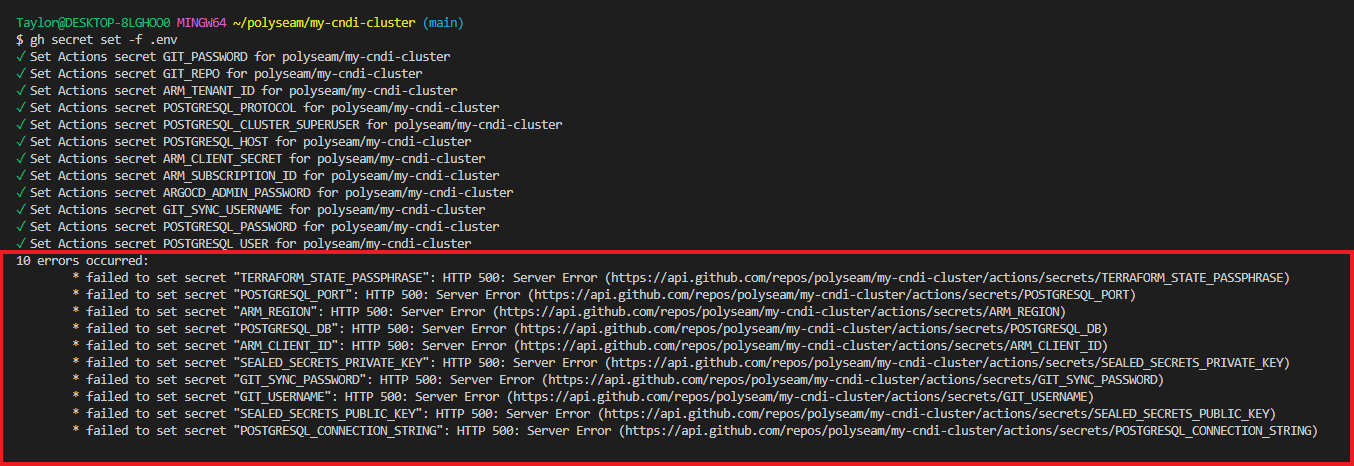 Taylor@DESKTOP-8LGHOO0 MINGW64 ~/polyseam/my-cndi-cluster (main)
$ gh secret set -f .env
✓ Set Actions secret GIT_PASSWORD for polyseam/my-cndi-cluster
✓ Set Actions secret GIT_REPO for polyseam/my-cndi-cluster
✓ Set Actions secret ARM_TENANT_ID for polyseam/my-cndi-cluster
✓ Set Actions secret POSTGRESQL_PROTOCOL for polyseam/my-cndi-cluster
✓ Set Actions secret POSTGRESQL_CLUSTER_SUPERUSER for polyseam/my-cndi-cluster
✓ Set Actions secret POSTGRESQL_HOST for polyseam/my-cndi-cluster
✓ Set Actions secret ARM_CLIENT_SECRET for polyseam/my-cndi-cluster
✓ Set Actions secret ARM_SUBSCRIPTION_ID for polyseam/my-cndi-cluster
✓ Set Actions secret ARGOCD_ADMIN_PASSWORD for polyseam/my-cndi-cluster
✓ Set Actions secret GIT_SYNC_USERNAME for polyseam/my-cndi-cluster
✓ Set Actions secret POSTGRESQL_PASSWORD for polyseam/my-cndi-cluster
✓ Set Actions secret POSTGRESQL_USER for polyseam/my-cndi-cluster
10 errors occurred:
* failed to set secret "TERRAFORM_STATE_PASSPHRASE": HTTP 500: Server Error (https://api.github.com/repos/polyseam/my-cndi-cluster/actions/secrets/TERRAFORM_STATE_PASSPHRASE)
* failed to set secret "POSTGRESQL_PORT": HTTP 500: Server Error (https://api.github.com/repos/polyseam/my-cndi-cluster/actions/secrets/POSTGRESQL_PORT)
* failed to set secret "ARM_REGION": HTTP 500: Server Error (https://api.github.com/repos/polyseam/my-cndi-cluster/actions/secrets/ARM_REGION)
* failed to set secret "POSTGRESQL_DB": HTTP 500: Server Error (https://api.github.com/repos/polyseam/my-cndi-cluster/actions/secrets/POSTGRESQL_DB)
* failed to set secret "ARM_CLIENT_ID": HTTP 500: Server Error (https://api.github.com/repos/polyseam/my-cndi-cluster/actions/secrets/ARM_CLIENT_ID)
* failed to set secret "SEALED_SECRETS_PRIVATE_KEY": HTTP 500: Server Error (https://api.github.com/repos/polyseam/my-cndi-cluster/actions/secrets/SEALED_SECRETS_PRIVATE_KEY)
* failed to set secret "GIT_SYNC_PASSWORD": HTTP 500: Server Error (https://api.github.com/repos/polyseam/my-cndi-cluster/actions/secrets/GIT_SYNC_PASSWORD)
* failed to set secret "GIT_USERNAME": HTTP 500: Server Error (https://api.github.com/repos/polyseam/my-cndi-cluster/actions/secrets/GIT_USERNAME)
* failed to set secret "SEALED_SECRETS_PUBLIC_KEY": HTTP 500: Server Error (https://api.github.com/repos/polyseam/my-cndi-cluster/actions/secrets/SEALED_SECRETS_PUBLIC_KEY)
* failed to set secret "POSTGRESQL_CONNECTION_STRING": HTTP 500: Server Error (https://api.github.com/repos/polyseam/my-cndi-cluster/actions/secrets/POSTGRESQL_CONNECTION_STRING)